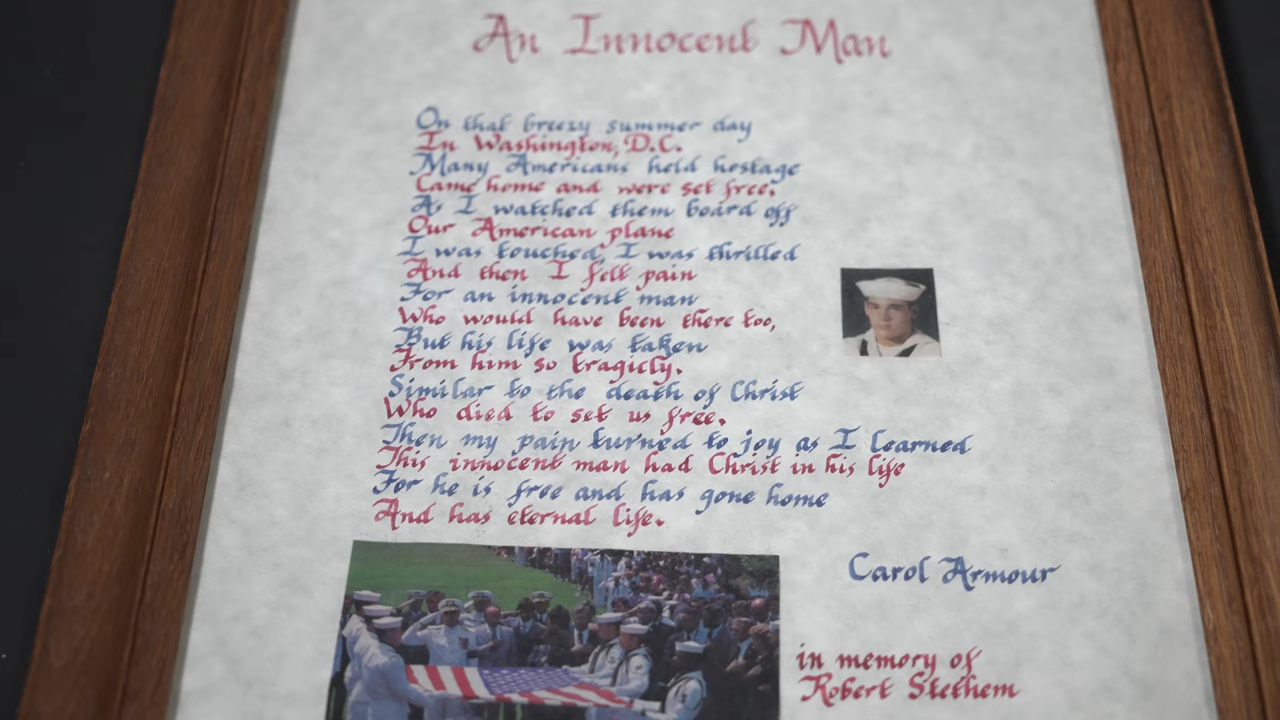 An Innocent Man
On that breezy summer day
In Washington, D.C.
Many Americans held hostage
Came home and were set free.
As I watched them board off
Our American plane
I was touched, I was thrilled
And then I felt pain
For an innocent man
Who would have been there too,
But his life was taken
From him so tragicly.
Similar to the death of Christ
Who died to set us free.
Then my pain turned to joy as I learned
This innocent man had Christ in his life
For he is free and has gone home
And has eternal life.
Carol Armour
in memory of
Robert Stethem